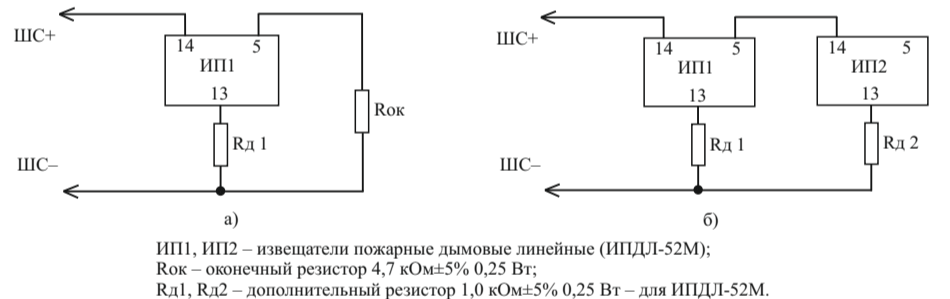 ШС+
14
5
ИП1
13
Rок
Rд 1
ШС–
а)
ШС+
14
5
ИП1
13
14
5
ИП2
13
Rд 1
Rд 2
ШС–
б)
ИП1, ИП2 – извещатели пожарные дымовые линейные (ИПДЛ-52М);
Rок – оконечный резистор 4,7 кОм±5% 0,25 Вт;
Rд1, Rд2 – дополнительный резистор 1,0 кОм±5% 0,25 Вт – для ИПДЛ-52М.